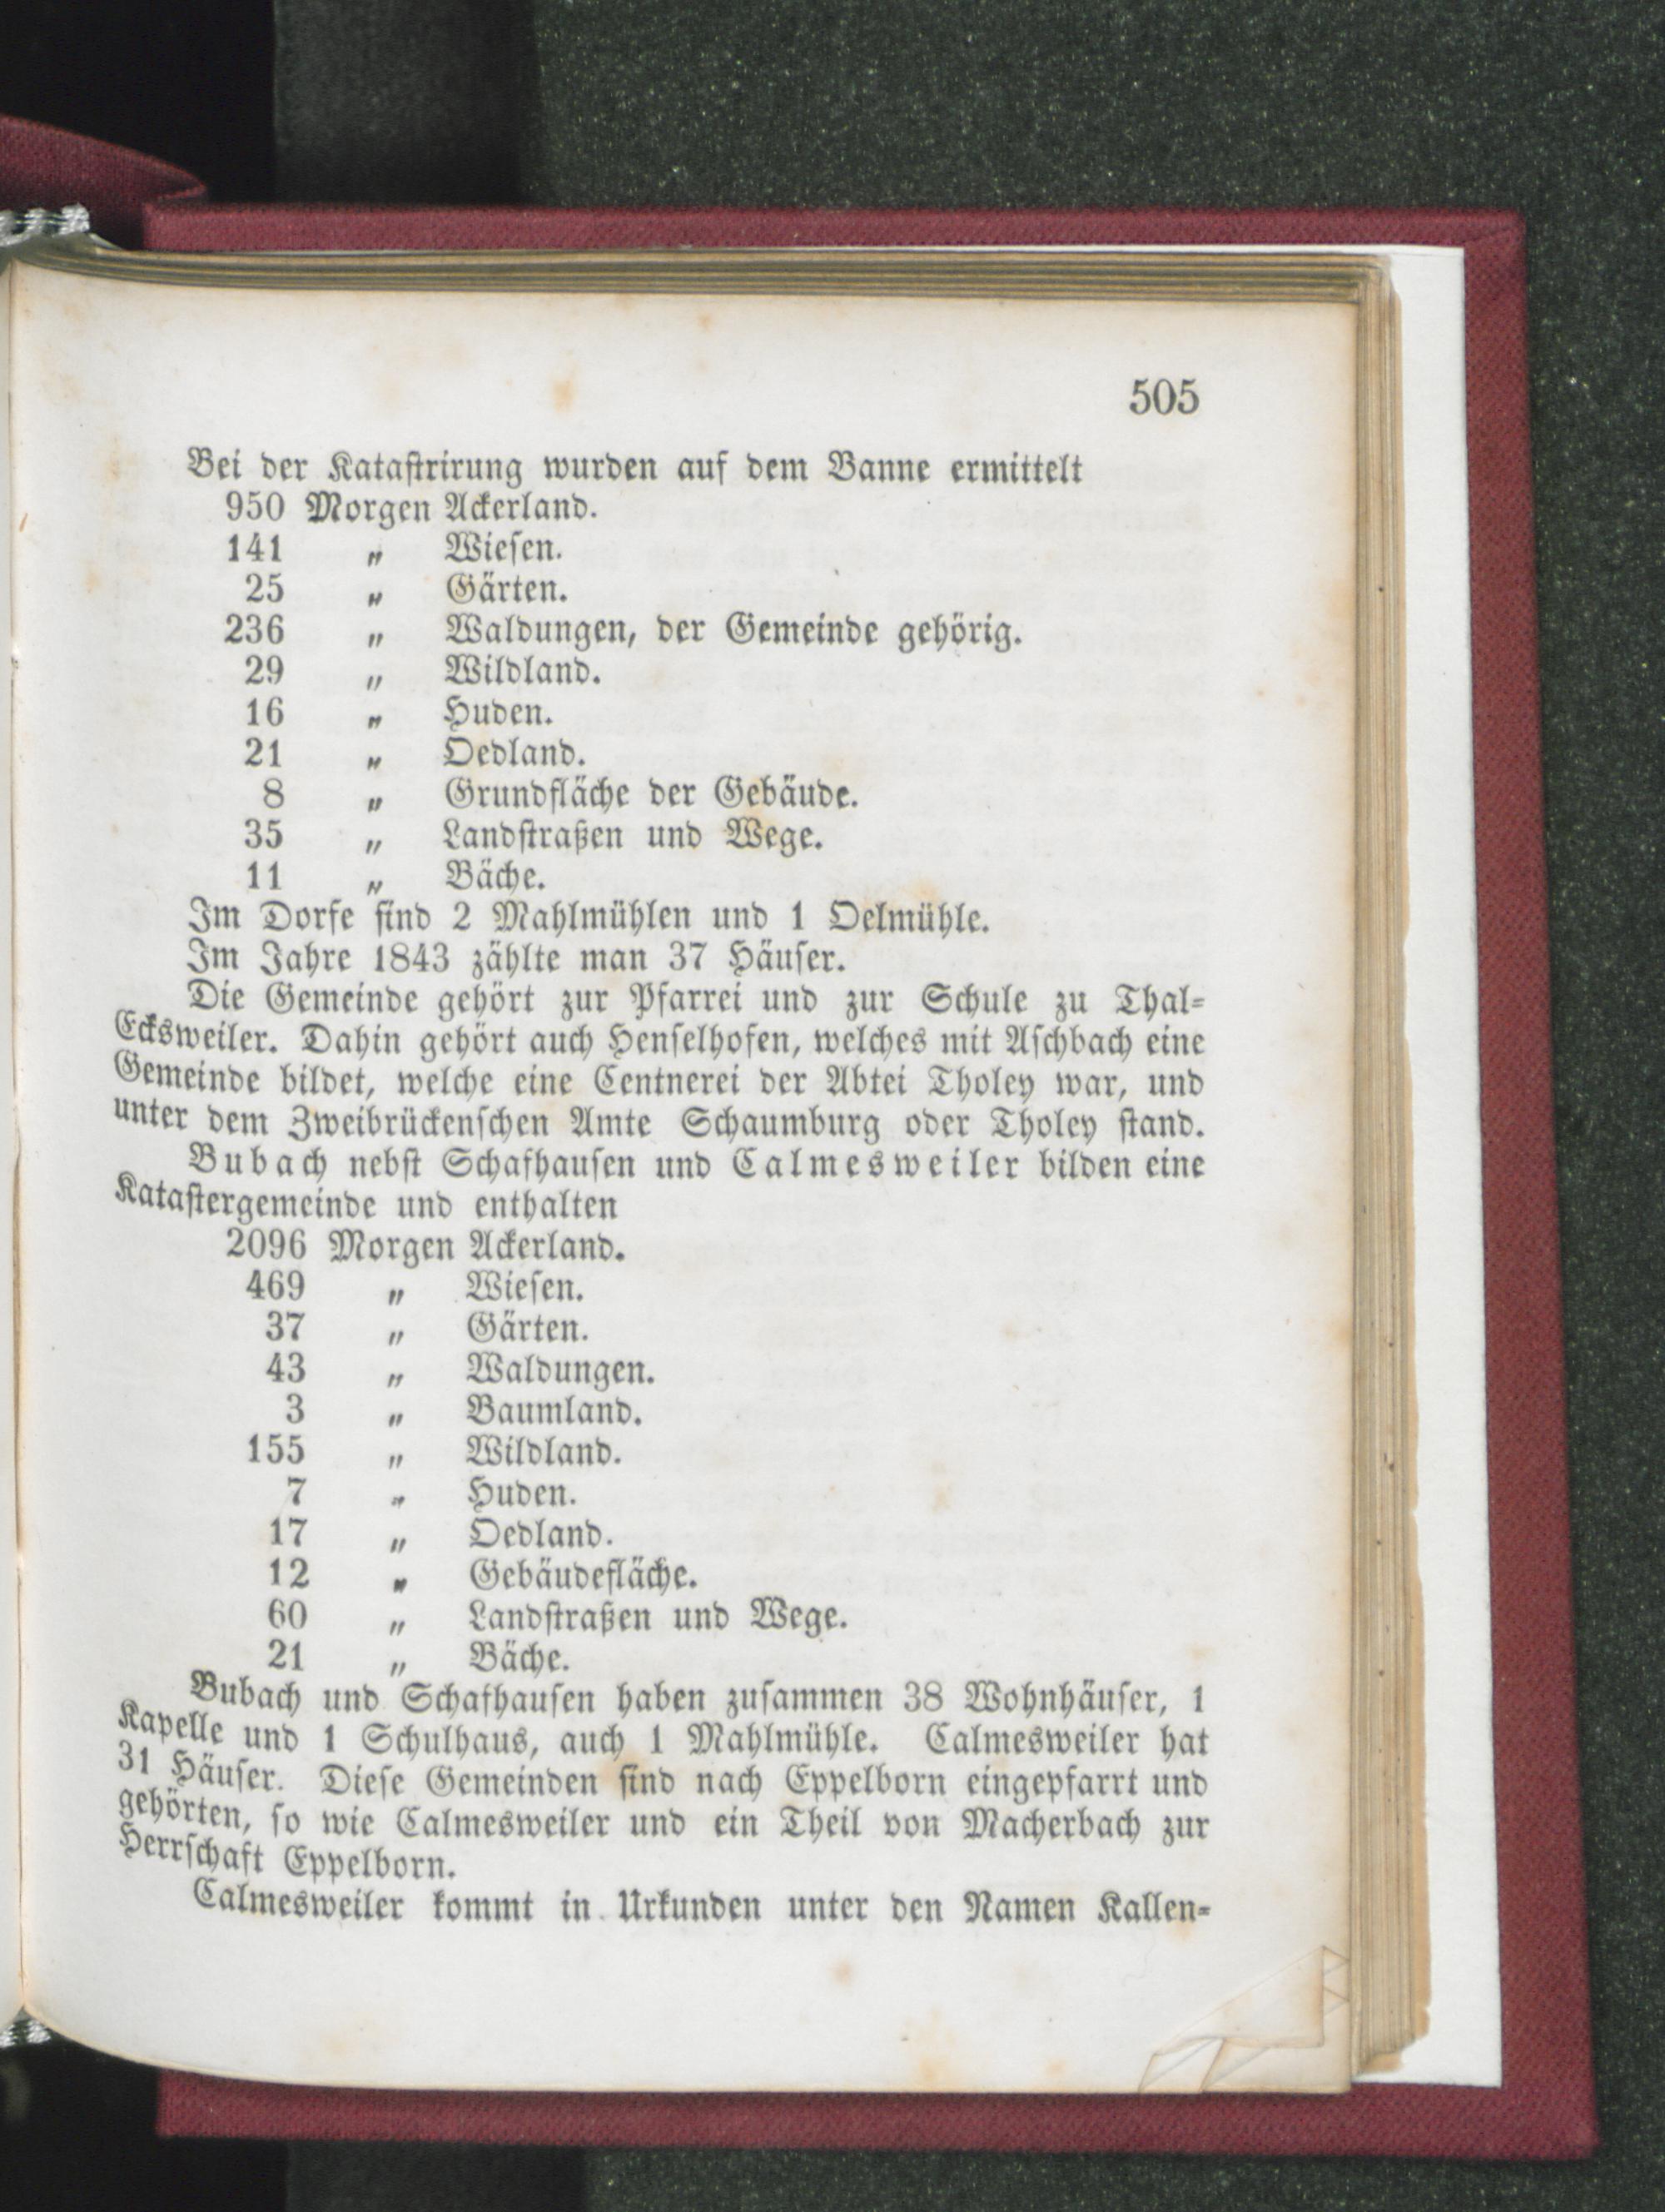 505
Bei der Katastrirung wurden auf dem Banne ermittelt
950 Morgen Ackerland.
141 „ Wiesen.
25 „ Gärten.
236 „ Waldungen, der Gemeinde gehörig.
29 „ Wildland.
16 „ Huden.
21 „ Oedland.
8 „ Grundfläche der Gebäude.
35 „ Landstraßen und Wege.
11 „ Bäche.
Im Dorfe sind 2 Mahlmühlen und 1 Oelmühle.
Im Jahre 1843 zählte man 37 Häuser.
Die Gemeinde gehört zur Pfarrei und zur Schule zu Thal-
Ecksweiler. Dahin gehört auch Henselhofen, welches mit Aschbach eine
Gemeinde bildet, welche eine Centnerei der Abtei Tholey war, und
unter dem Zweibrückenschen Amte Schaumburg oder Tholey stand.
Bubach nebst Schafhausen und Calmesweiler bilden eine
Katastergemeinde und enthalten
2096 Morgen Ackerland.
469 „ Wiesen.
37 „ Gärten.
43 „ Waldungen.
3 „ Baumland.
155 „ Wildland.
7 „ Huden.
17 „ Oedland.
12 „ Gebäudefläche.
60 „ Landstraßen und Wege.
21 „ Bäche.
Bubach und Schafhausen haben zusammen 38 Wohnhäuser, 1
Kapelle und 1 Schulhaus, auch 1 Mahlmühle. Calmesweiler hat
31 Häuser. Diese Gemeinden sind nach Eppelborn eingepfarrt und
gehörten, so wie Calmesweiler und ein Theil von Macherbach zur
Herrschaft Eppelborn.
Calmesweiler kommt in Urkunden unter den Namen Kallen-